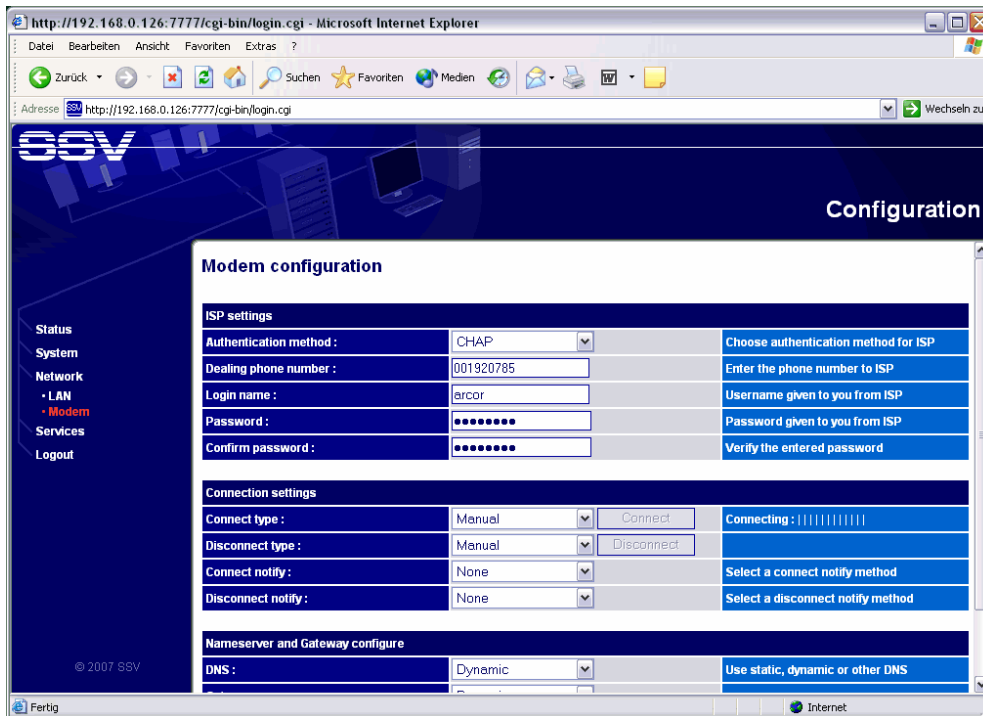 http://192.168.0.126:7777/cgi-bin/login.cgi - Microsoft Internet Explorer
Datei Bearbeiten Ansicht Favoriten Extras ?
Zurück Suchen Favoriten Medien
Adresse http://192.168.0.126:7777/cgi-bin/login.cgi Wechseln zu
SSV
Configuration
Status
System
Network
LAN
Modem
Services
Logout
© 2007 SSV
Modem configuration
ISP settings
Authentication method : CHAP Choose authentication method for ISP
Dealing phone number : 001920785 Enter the phone number to ISP
Login name : arcor Username given to you from ISP
Password : •••••••• Password given to you from ISP
Confirm password : •••••••• Verify the entered password
Connection settings
Connect type : Manual Connect Connecting : ||||||||||||
Disconnect type : Manual Disconnect
Connect notify : None Select a connect notify method
Disconnect notify : None Select a disconnect notify method
Nameserver and Gateway configure
DNS : Dynamic Use static, dynamic or other DNS
Fertig Internet